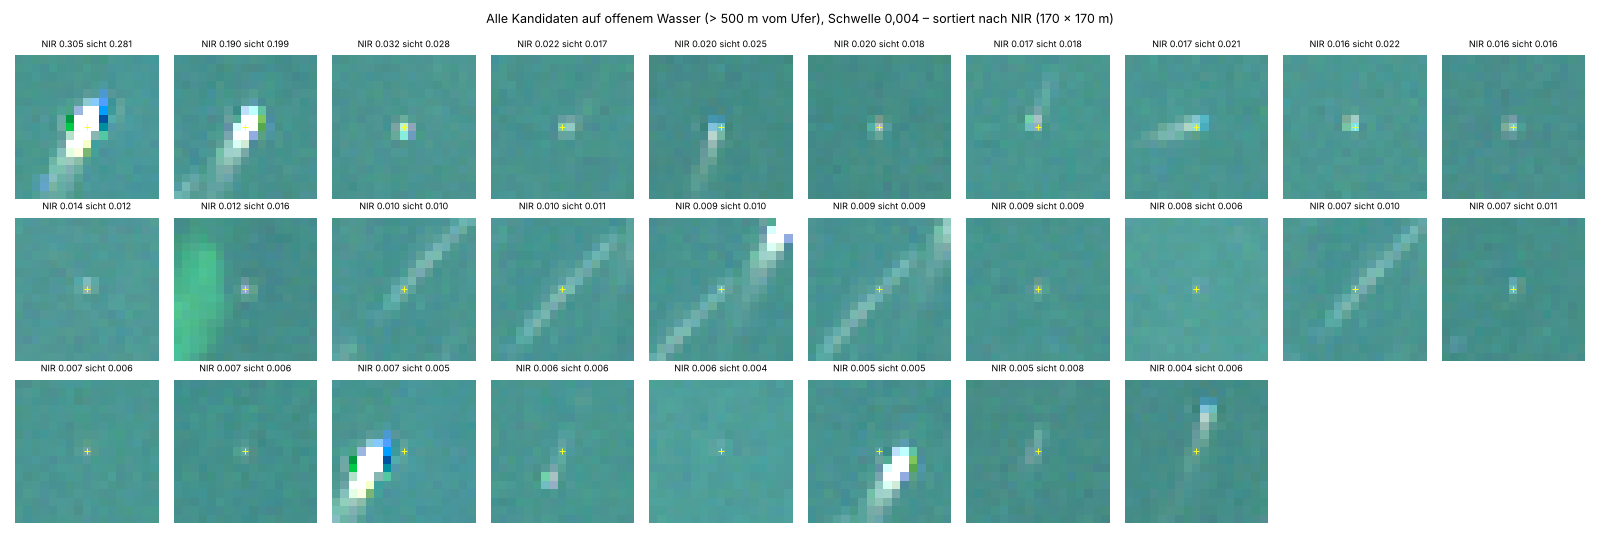 Alle Kandidaten auf offenem Wasser (> 500 m vom Ufer), Schwelle 0,004 – sortiert nach NIR (170 × 170 m)
NIR 0.305 sicht 0.281
NIR 0.190 sicht 0.199
NIR 0.032 sicht 0.028
NIR 0.022 sicht 0.017
NIR 0.020 sicht 0.025
NIR 0.020 sicht 0.018
NIR 0.017 sicht 0.018
NIR 0.017 sicht 0.021
NIR 0.016 sicht 0.022
NIR 0.016 sicht 0.016
NIR 0.014 sicht 0.012
NIR 0.012 sicht 0.016
NIR 0.010 sicht 0.010
NIR 0.010 sicht 0.011
NIR 0.009 sicht 0.010
NIR 0.009 sicht 0.009
NIR 0.009 sicht 0.009
NIR 0.008 sicht 0.006
NIR 0.007 sicht 0.010
NIR 0.007 sicht 0.011
NIR 0.007 sicht 0.006
NIR 0.007 sicht 0.006
NIR 0.007 sicht 0.005
NIR 0.006 sicht 0.006
NIR 0.006 sicht 0.004
NIR 0.005 sicht 0.005
NIR 0.005 sicht 0.008
NIR 0.004 sicht 0.006